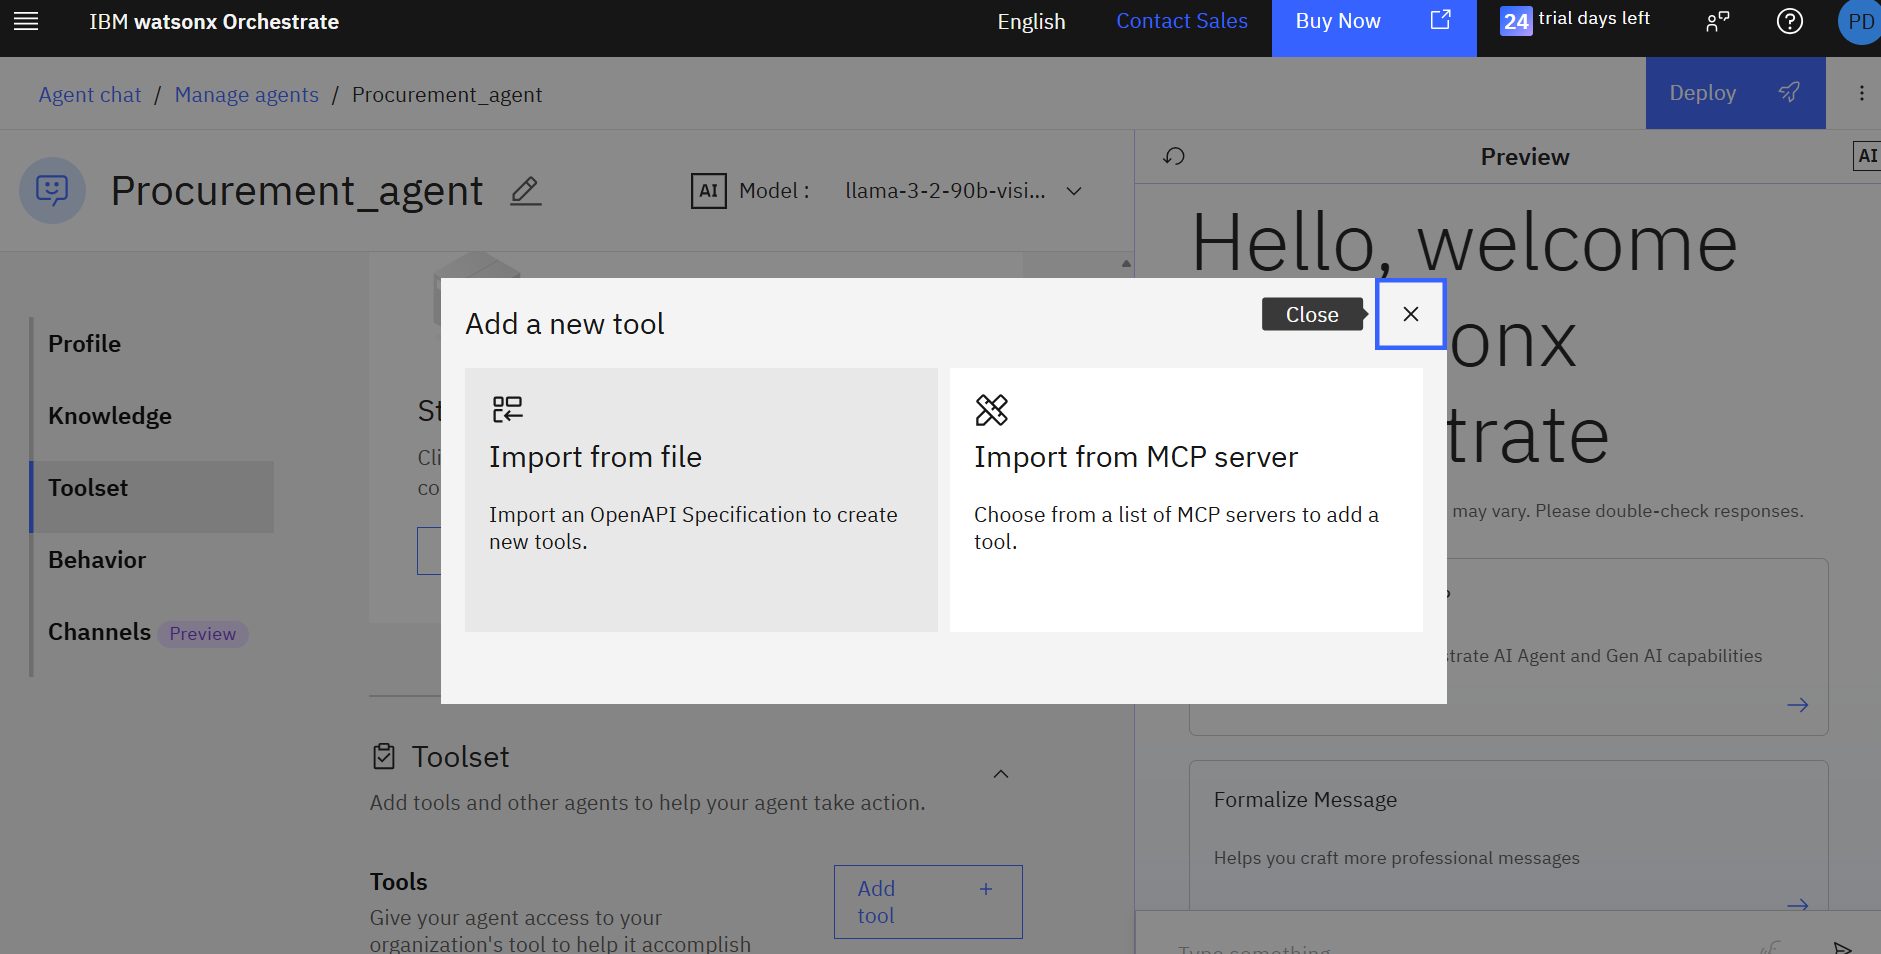 IBM watsonx Orchestrate
English
Contact Sales
Buy Now
24 trial days left
PD
Agent chat / Manage agents / Procurement_agent
Deploy
Procurement_agent
AI Model : llama-3-2-90b-visi...
Preview
AI
Hello, welcome
onx
trate
may vary. Please double-check responses.
Profile
Knowledge
Toolset
Behavior
Channels Preview
St
Cli
co
Add a new tool
Close
Import from file
Import an OpenAPI Specification to create
new tools.
Import from MCP server
Choose from a list of MCP servers to add a
tool.
strate AI Agent and Gen AI capabilities
Toolset
Add tools and other agents to help your agent take action.
Tools
Give your agent access to your
organization's tool to help it accomplish
Add
tool
Formalize Message
Helps you craft more professional messages
Type something